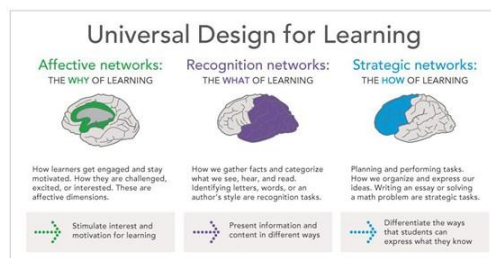 Universal Design for Learning
Affective networks:
THE WHY OF LEARNING
How learners get engaged and stay
motivated. How they are challenged,
excited, or interested. These are
affective dimensions.
Stimulate interest and
motivation for learning
Recognition networks:
THE WHAT OF LEARNING
How we gather facts and categorize
what we see, hear, and read.
Identifying letters, words, or an
author's style are recognition tasks.
Present information and
content in different ways
Strategic networks:
THE HOW OF LEARNING
Planning and performing tasks.
How we organize and express our
ideas. Writing an essay or solving
a math problem are strategic tasks.
Differentiate the ways
that students can
express what they know